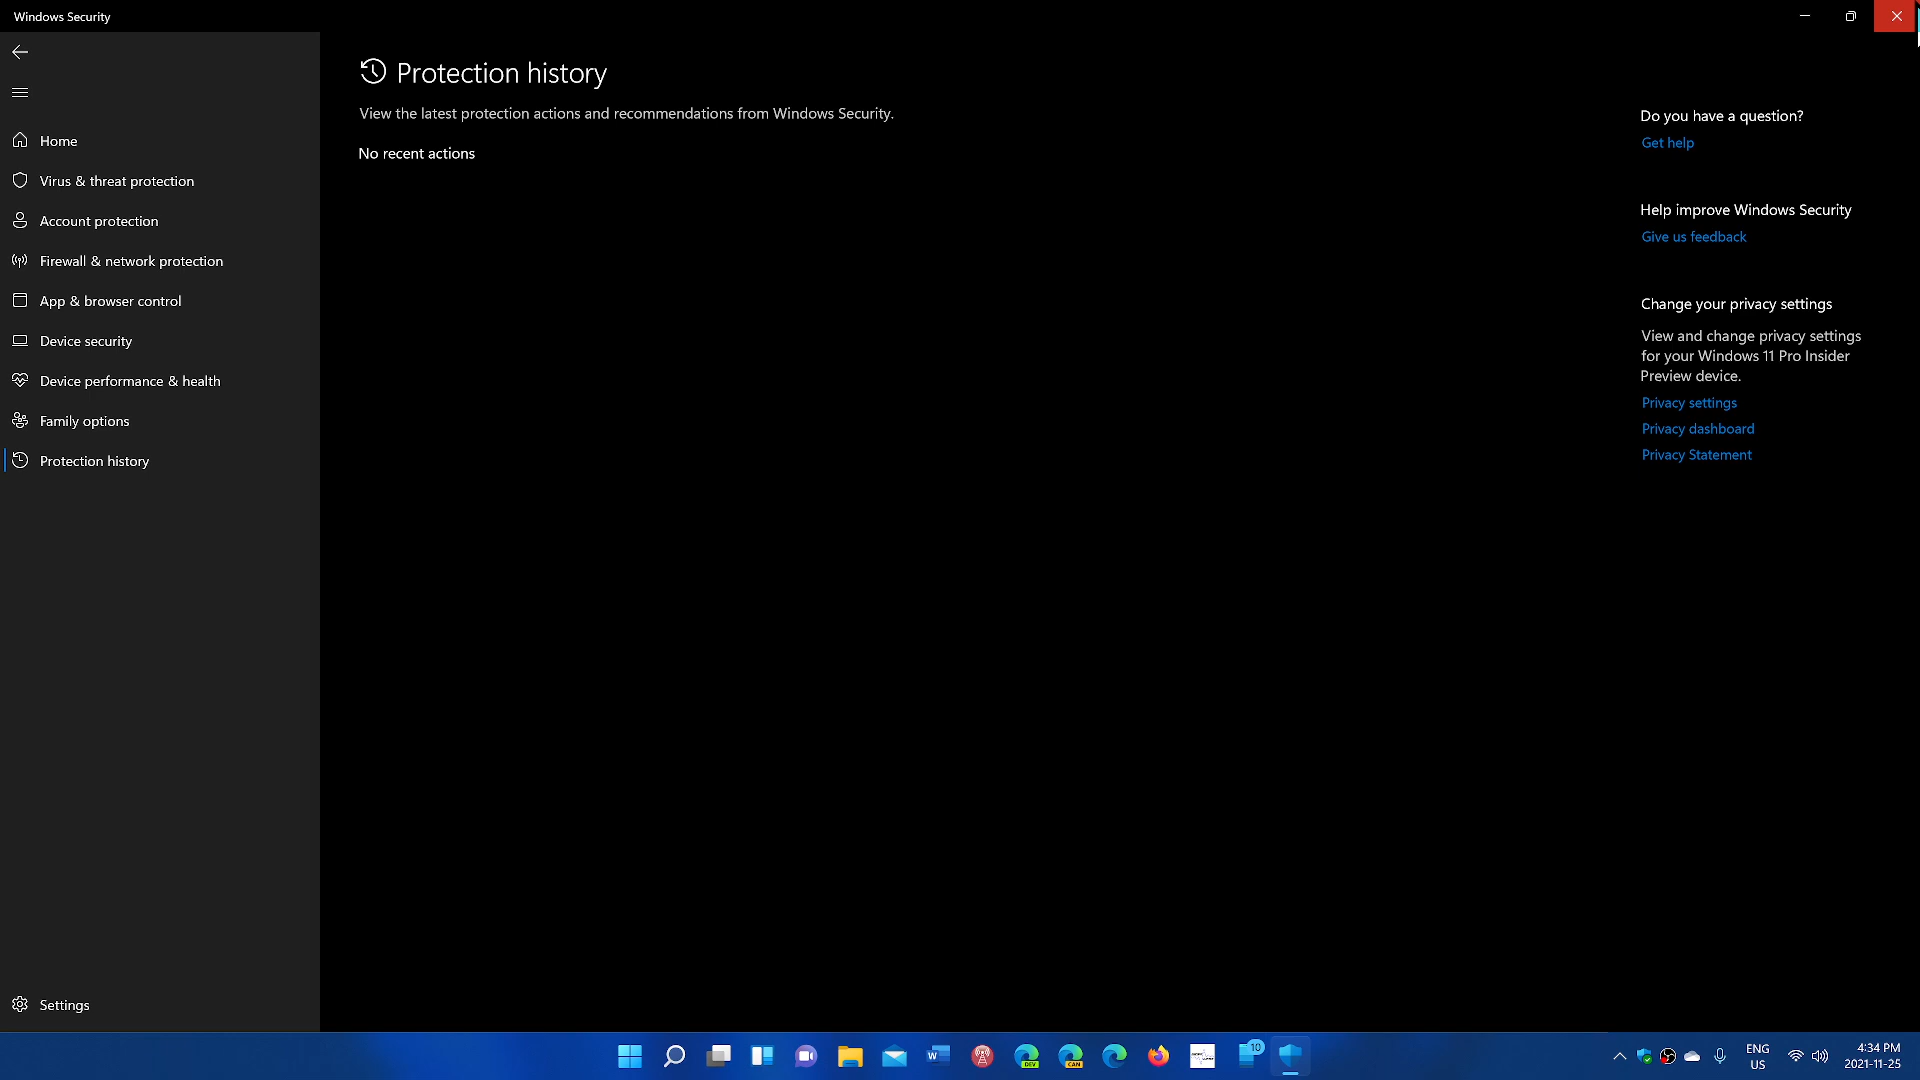 Windows Security
Home
Virus & threat protection
Account protection
Firewall & network protection
App & browser control
Device security
Device performance & health
Family options
Protection history
Settings
Protection history
View the latest protection actions and recommendations from Windows Security.
No recent actions
Do you have a question?
Get help
Help improve Windows Security
Give us feedback
Change your privacy settings
View and change privacy settings
for your Windows 11 Pro Insider
Preview device.
Privacy settings
Privacy dashboard
Privacy Statement
W
DEV
CAN
10
ENG
US
4:34 PM
2021-11-25